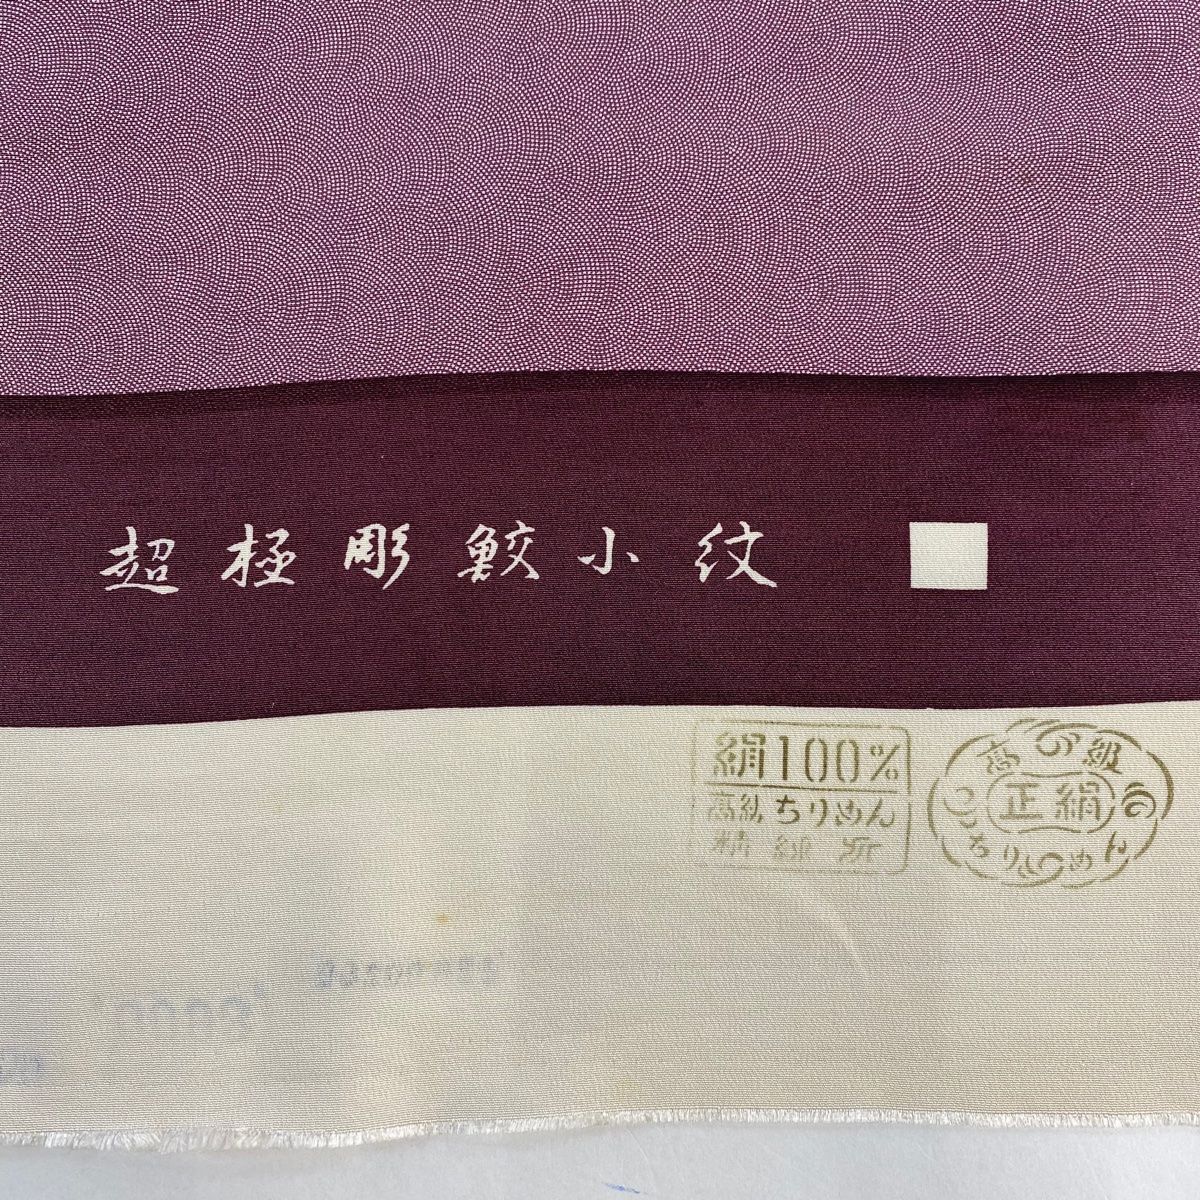 超極彫鮫小紋
絹100%
高級ちりめん
精練所
高級
正絹
ちりめん